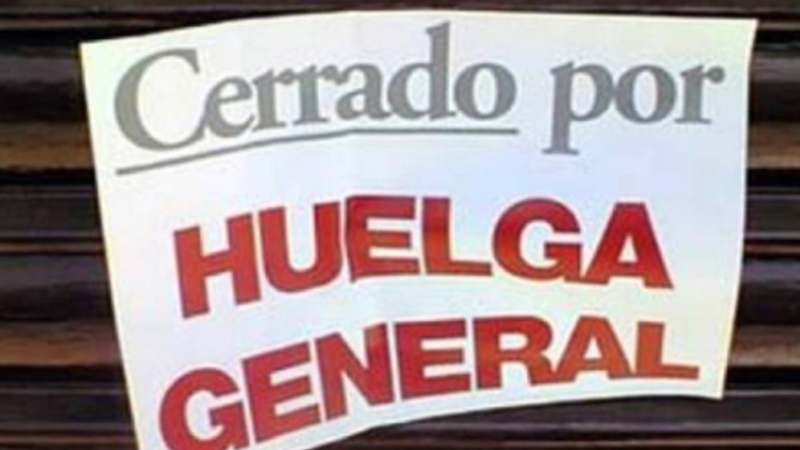 Cerrado por
HUELGA
GENERAL